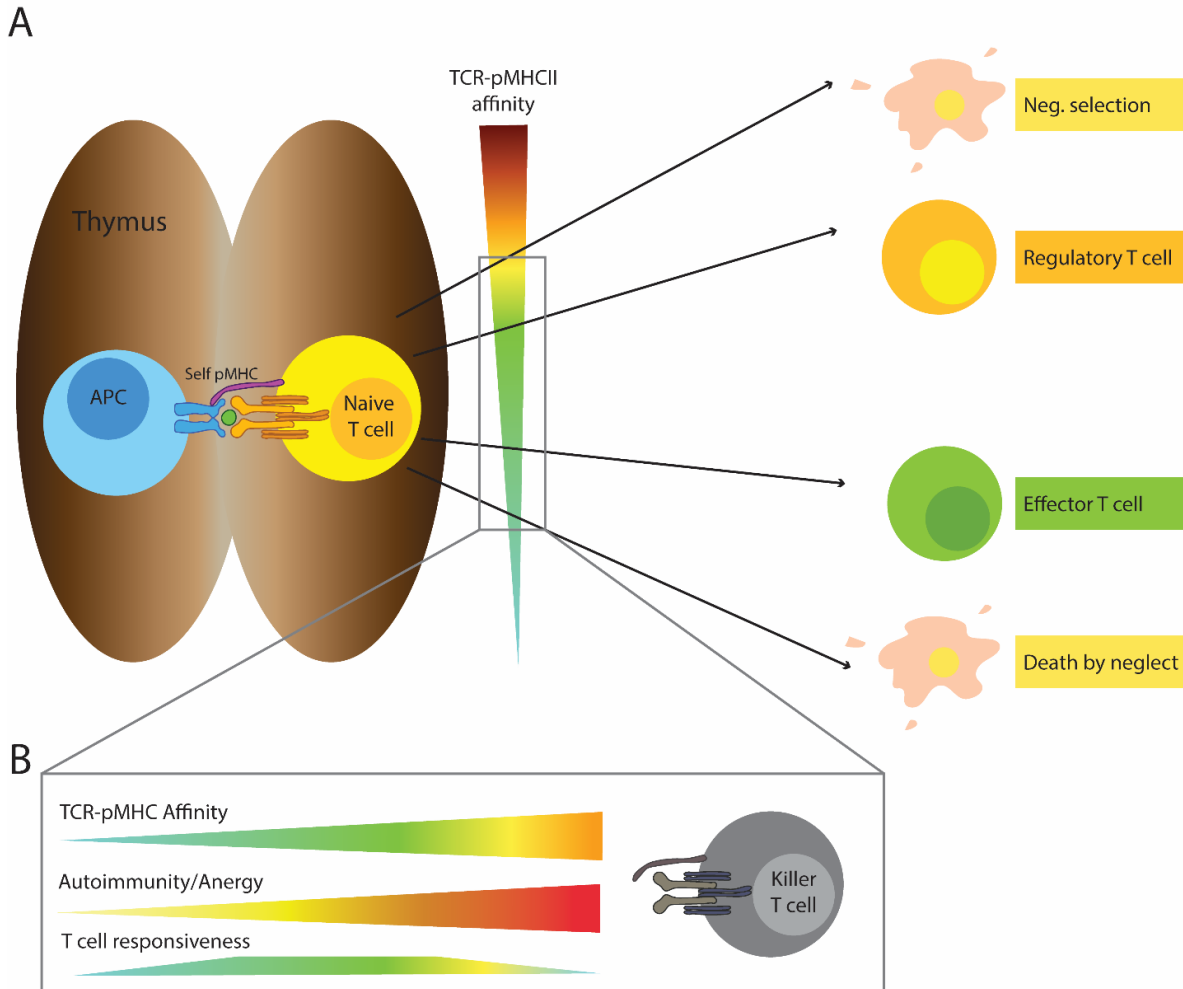 A
TCR-pMHCII
affinity
Neg. selection
Thymus
Regulatory T cell
Self pMHC
APC
Naive
T cell
Effector T cell
Death by neglect
B
TCR-pMHC Affinity
Autoimmunity/Anergy
Killer
T cell
T cell responsiveness